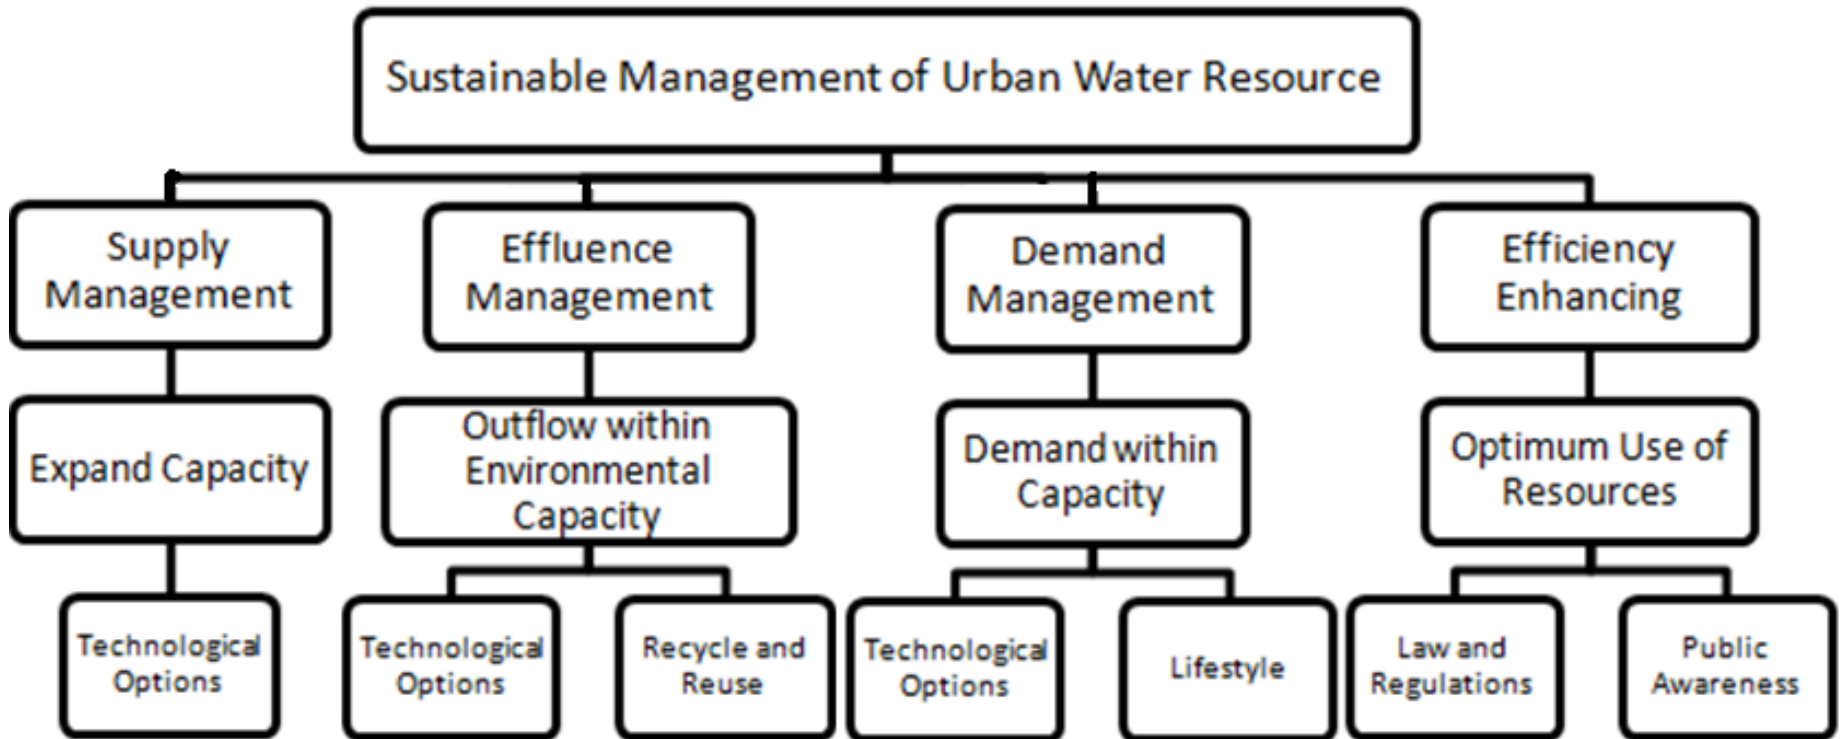 Sustainable Management of Urban Water Resource
Supply
Management
Effluence
Management
Demand
Management
Efficiency
Enhancing
Expand Capacity
Outflow within
Environmental
Capacity
Demand within
Capacity
Optimum Use of
Resources
Technological
Options
Technological
Options
Recycle and
Reuse
Technological
Options
Lifestyle
Law and
Regulations
Public
Awareness